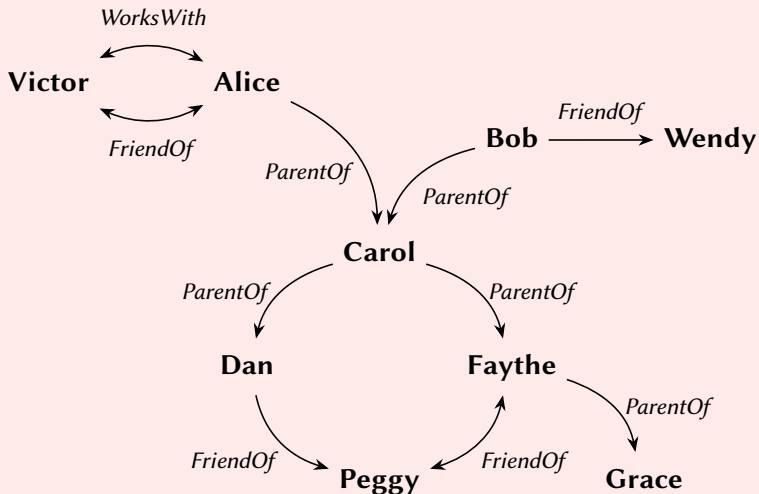 WorksWith
Victor Alice
FriendOf
FriendOf
Bob Wendy
ParentOf
ParentOf
Carol
ParentOf ParentOf
Dan Faythe
ParentOf
FriendOf FriendOf
Peggy Grace